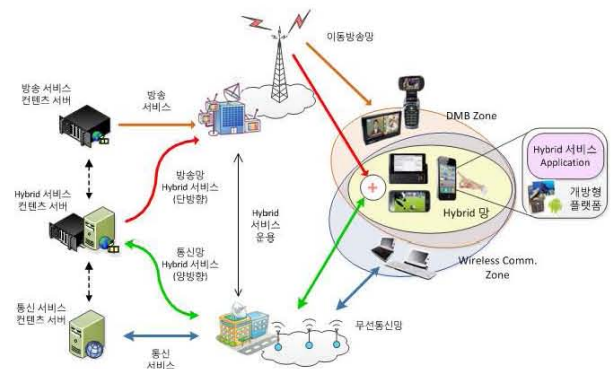 이동방송망
방송 서비스
컨텐츠 서버
방송
서비스
DMB Zone
Hybrid 서비스
Application
개방형
플랫폼
방송망
Hybrid 서비스
(단방향)
Hybrid 서비스
컨텐츠 서버
Hybrid
서비스
운용
+
Hybrid 망
통신망
Hybrid 서비스
(양방향)
Wireless Comm.
Zone
통신 서비스
컨텐츠 서버
무선통신망
통신
서비스